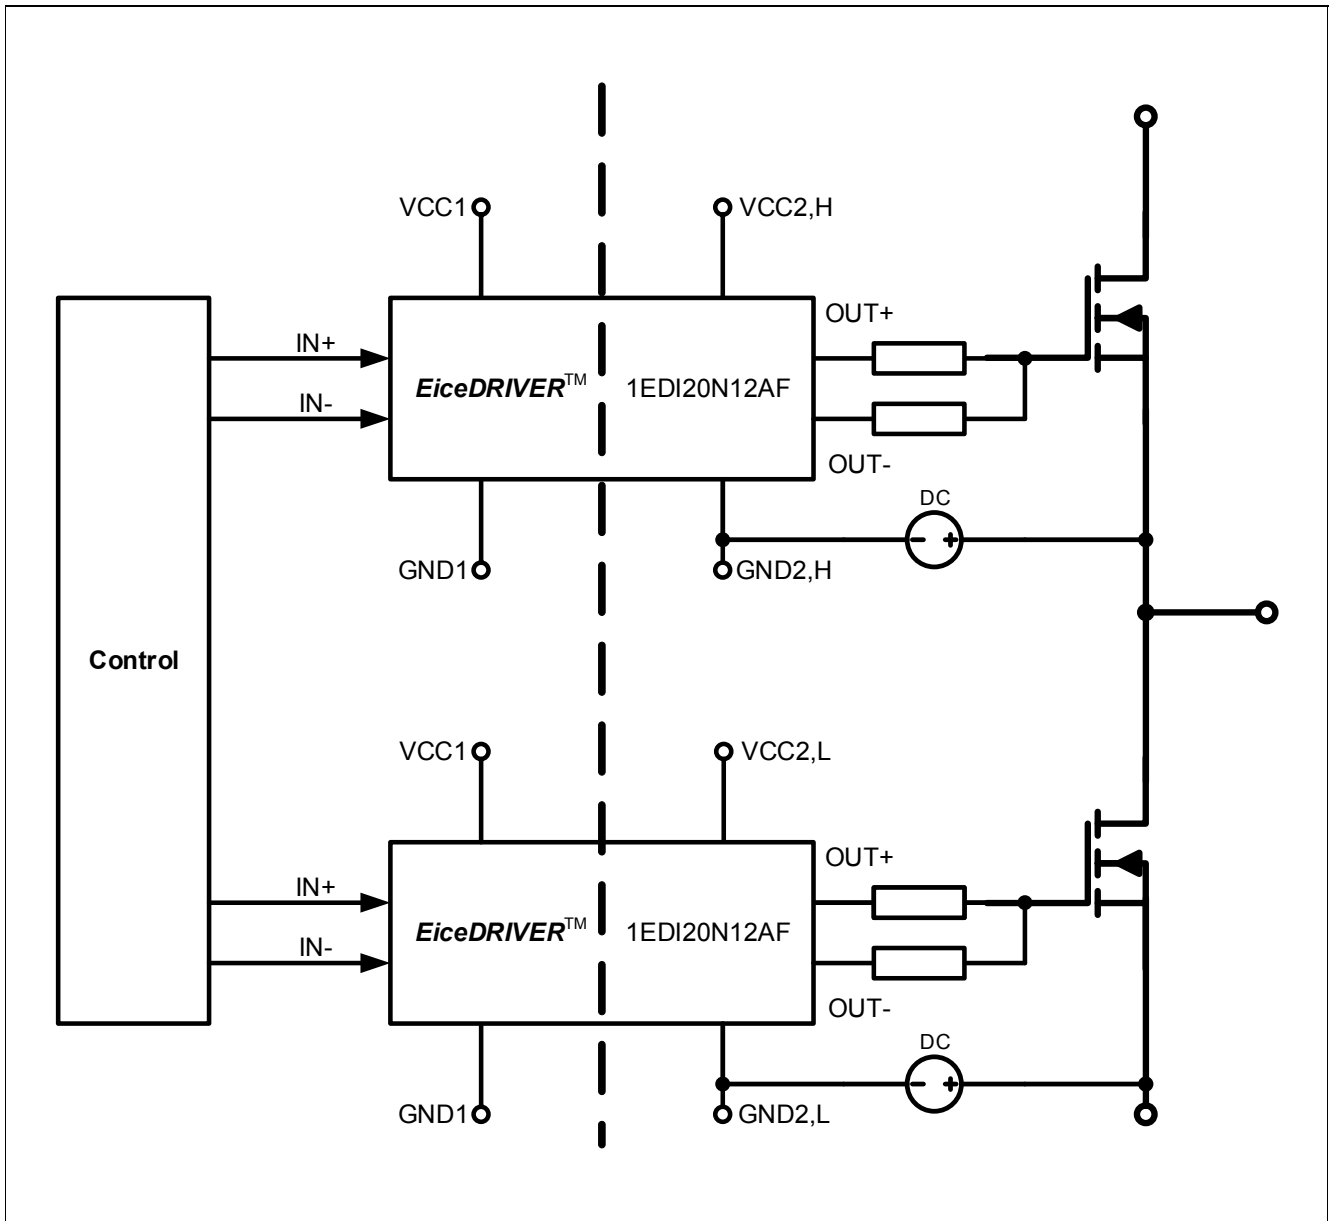 VCC1
VCC2,H
OUT+
IN+
EiceDRIVER™
1EDI20N12AF
IN-
OUT-
DC
- +
GND1
GND2,H
Control
VCC1
VCC2,L
OUT+
IN+
EiceDRIVER™
1EDI20N12AF
IN-
OUT-
DC
- +
GND1
GND2,L